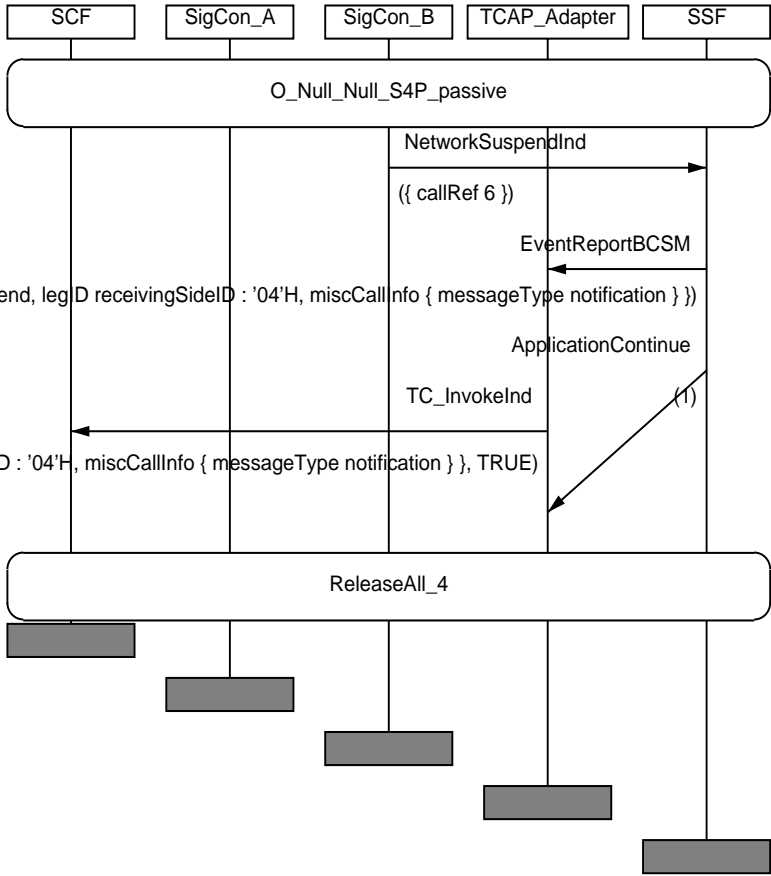 SCF SigCon_A SigCon_B TCAP_Adapter SSF
O_Null_Null_S4P_passive
NetworkSuspendInd
({ callRef 6 })
EventReportBCSM
end, legID receivingSideID : '04'H, miscCallInfo { messageType notification } })
ApplicationContinue
TC_InvokeInd
(1)
D : '04'H, miscCallInfo { messageType notification } }, TRUE)
ReleaseAll_4